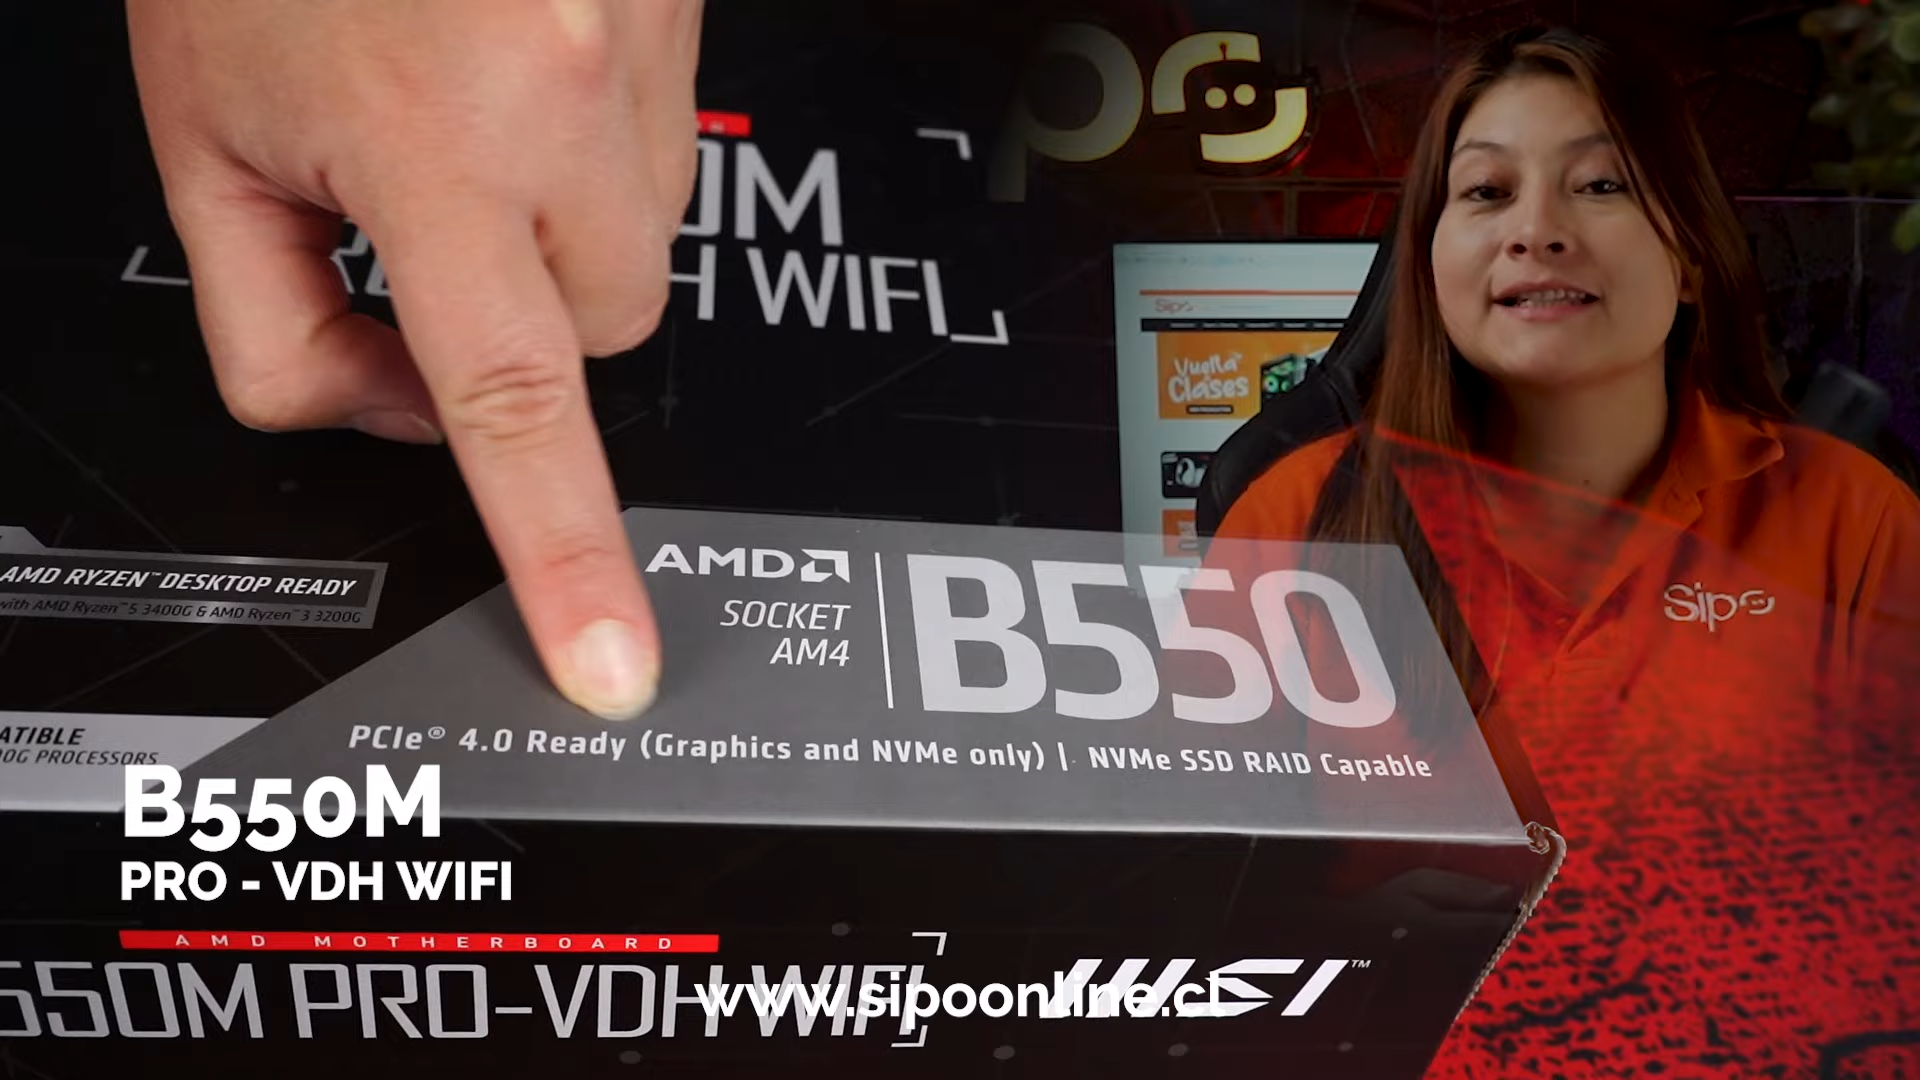 Sipo
Vuelta
a
Clases
WIFI
AMD RYZEN™ DESKTOP READY
with AMD Ryzen™ 5 3400G & AMD Ryzen™ 3 3200G
AMD
SOCKET
AM4
B550
PCIe® 4.0 Ready (Graphics and NVMe only) | NVMe SSD RAID Capable
Sipo
PROCESSORS
B550M
PRO - VDH WIFI
AMD MOTHERBOARD
550M PRO-VDH WIFI
msi™
www.sipoonline.cl